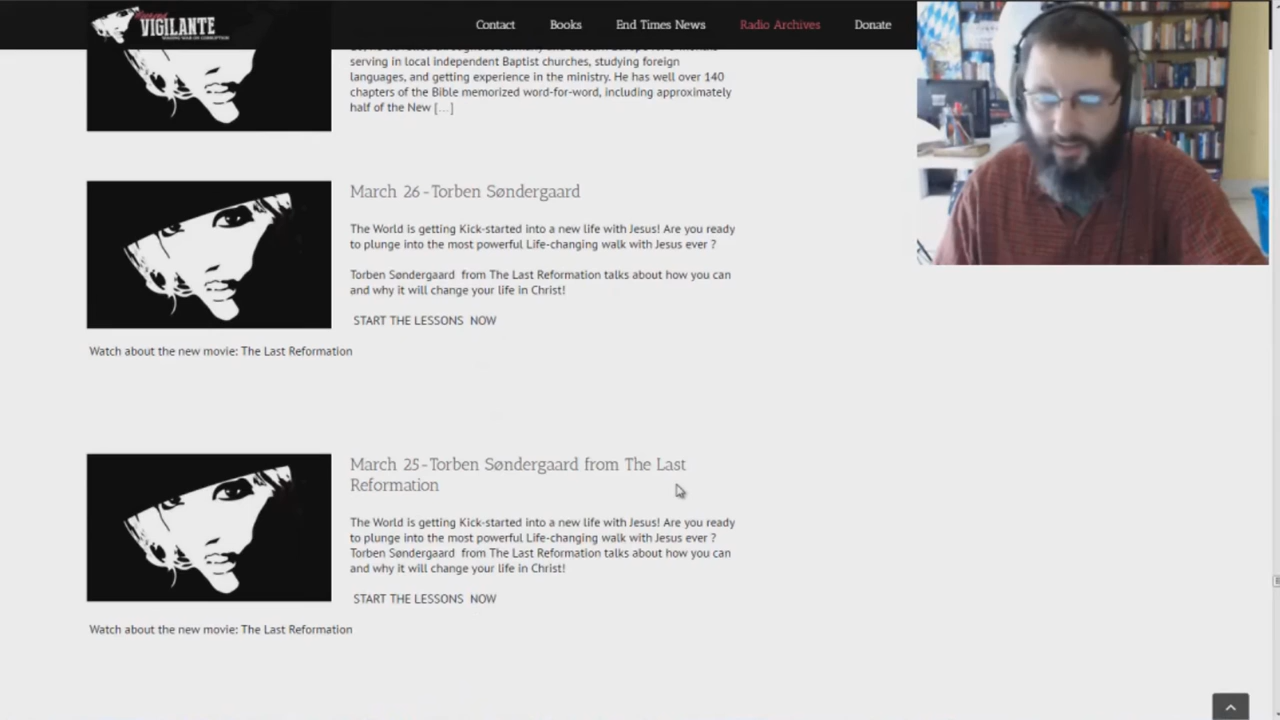 VIGILANTE
Contact
Books
End Times News
Radio Archives
Donate
serving in local independent Baptist churches, studying foreign
languages, and getting experience in the ministry. He has well over 140
chapters of the Bible memorized word-for-word, including approximately
half of the New [...]
March 26-Torben Søndergaard
The World is getting Kick-started into a new life with Jesus! Are you ready
to plunge into the most powerful Life-changing walk with Jesus ever ?
Torben Søndergaard from The Last Reformation talks about how you can
and why it will change your life in Christ!
START THE LESSONS NOW
Watch about the new movie: The Last Reformation
March 25-Torben Søndergaard from The Last
Reformation
The World is getting Kick-started into a new life with Jesus! Are you ready
to plunge into the most powerful Life-changing walk with Jesus ever ?
Torben Søndergaard from The Last Reformation talks about how you can
and why it will change your life in Christ!
START THE LESSONS NOW
Watch about the new movie: The Last Reformation